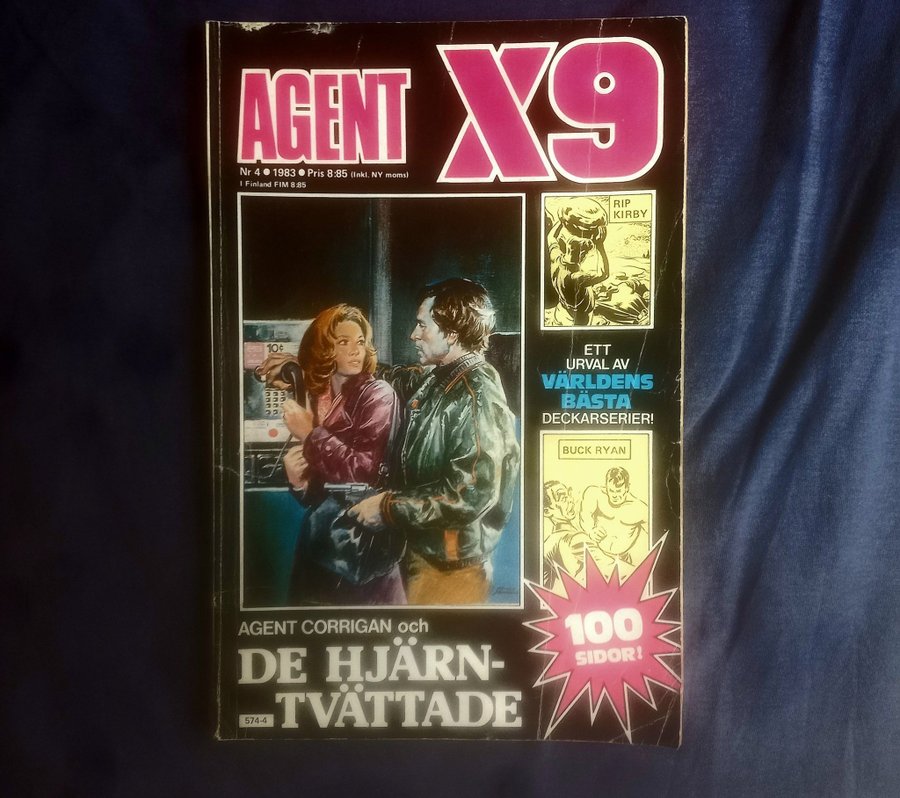 AGENT X9
Nr 4 ● 1983 ● Pris 8:85 (Inkl. NY moms)
I Finland FIM 8:85
RIP
KIRBY
10¢
ETT
URVAL AV
VÄRLDENS
BÄSTA
DECKARSERIER!
BUCK RYAN
100
SIDOR!
AGENT CORRIGAN och
DE HJÄRN-
TVÄTTADE
574-4